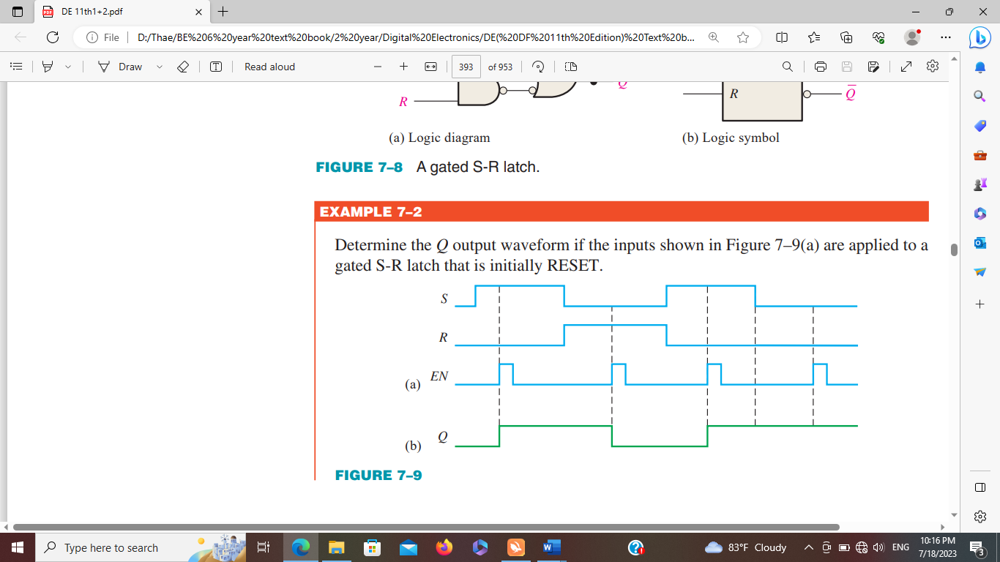 DE 11th1+2.pdf
File D:/Thae/BE%206%20year%20text%20book/2%20year/Digital%20Electronics/DE(%20DF%2011th%20Edition)%20Text%20b...
Draw
Read aloud
393 of 953
R
Q
R
Q̅
(a) Logic diagram
(b) Logic symbol
FIGURE 7–8 A gated S-R latch.
EXAMPLE 7–2
Determine the Q output waveform if the inputs shown in Figure 7–9(a) are applied to a
gated S-R latch that is initially RESET.
S
R
EN
(a)
Q
(b)
FIGURE 7–9
Type here to search
83°F Cloudy
ENG
10:16 PM
7/18/2023
3